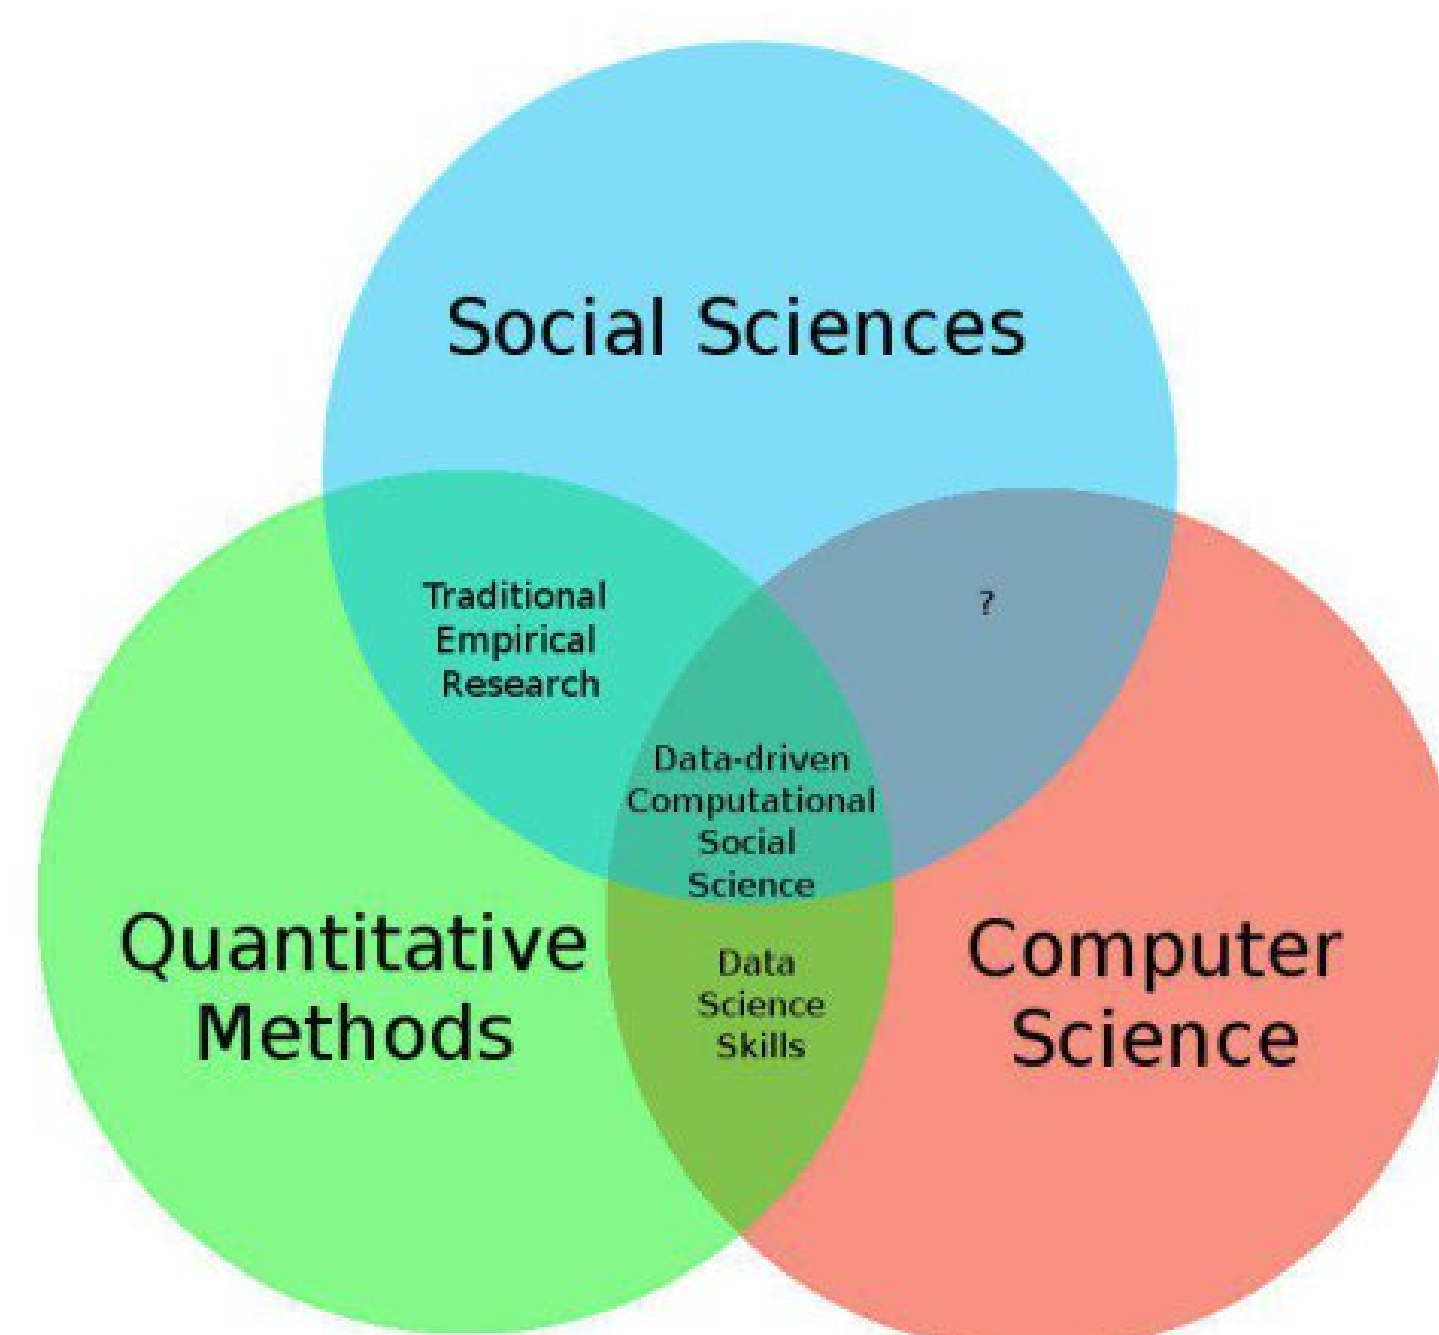 Social Sciences
Traditional
Empirical
Research
?
Data-driven
Computational
Social
Science
Quantitative
Methods
Data
Science
Skills
Computer
Science